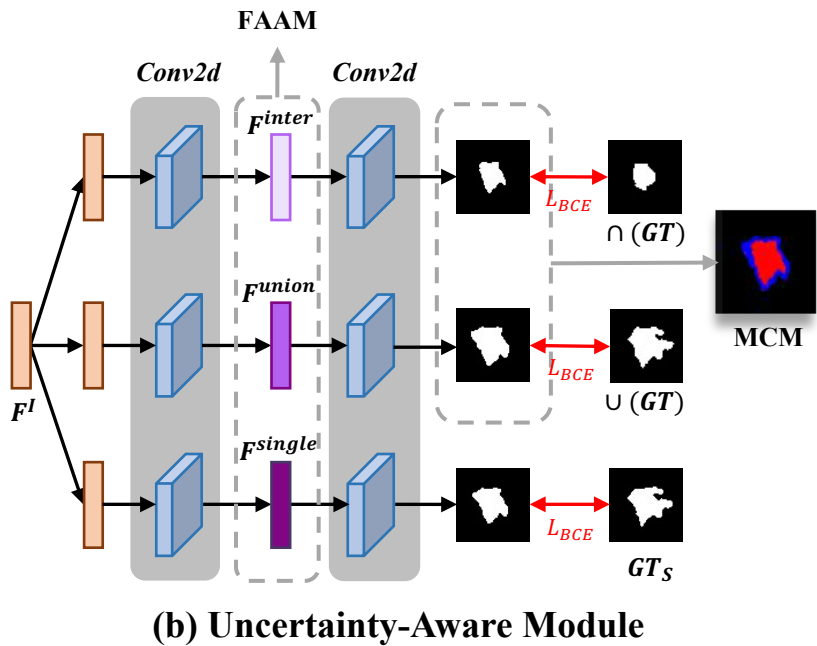 FAAM
Conv2d Conv2d
F^inter
L_BCE
∩ (GT)
F^union
MCM
F^I
L_BCE
∪ (GT)
F^single
L_BCE
GT_S
(b) Uncertainty-Aware Module